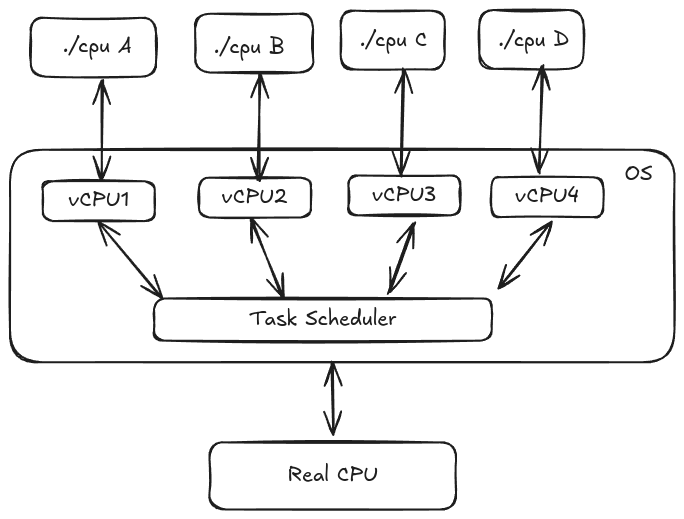 ./cpu A
./cpu B
./cpu C
./cpu D
OS
vCPU1
vCPU2
vCPU3
vCPU4
Task Scheduler
Real CPU